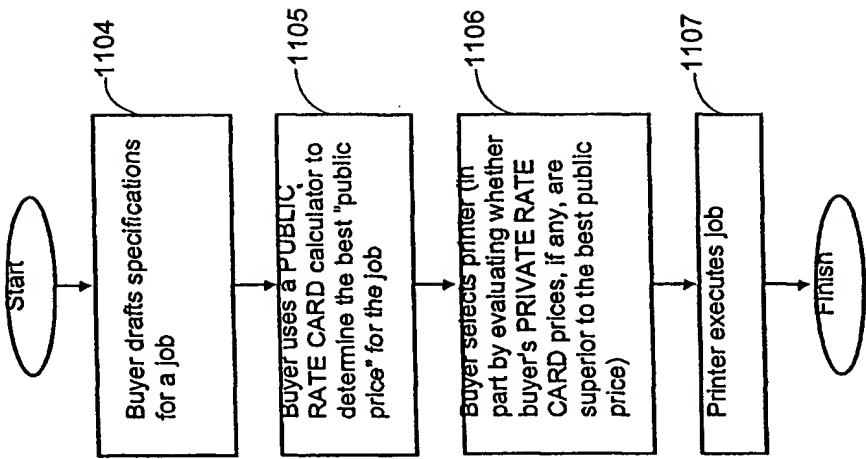 Start
Buyer drafts specifications
for a job
1104
Buyer uses a PUBLIC
RATE CARD calculator to
determine the best "public
price" for the job
1105
Buyer selects printer (in
part by evaluating whether
buyer's PRIVATE RATE
CARD prices, if any, are
superior to the best public
price)
1106
Printer executes job
1107
Finish